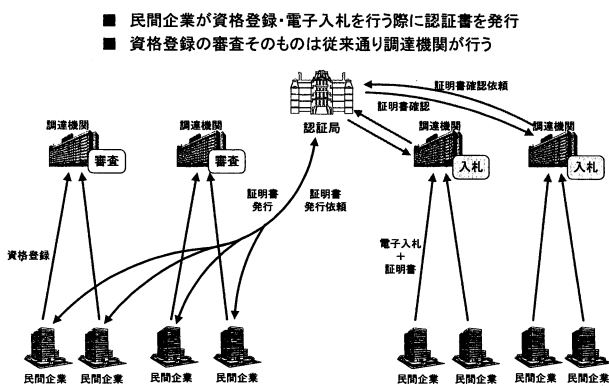 ■ 民間企業が資格登録・電子入札を行う際に認証書を発行
■ 資格登録の審査そのものは従来通り調達機関が行う
証明書確認依頼
証明書確認
調達機関
調達機関
認証局
調達機関
調達機関
審査
審査
入札
入札
証明書
発行
証明書
発行依頼
資格登録
電子入札
+
証明書
民間企業
民間企業
民間企業
民間企業
民間企業
民間企業
民間企業
民間企業